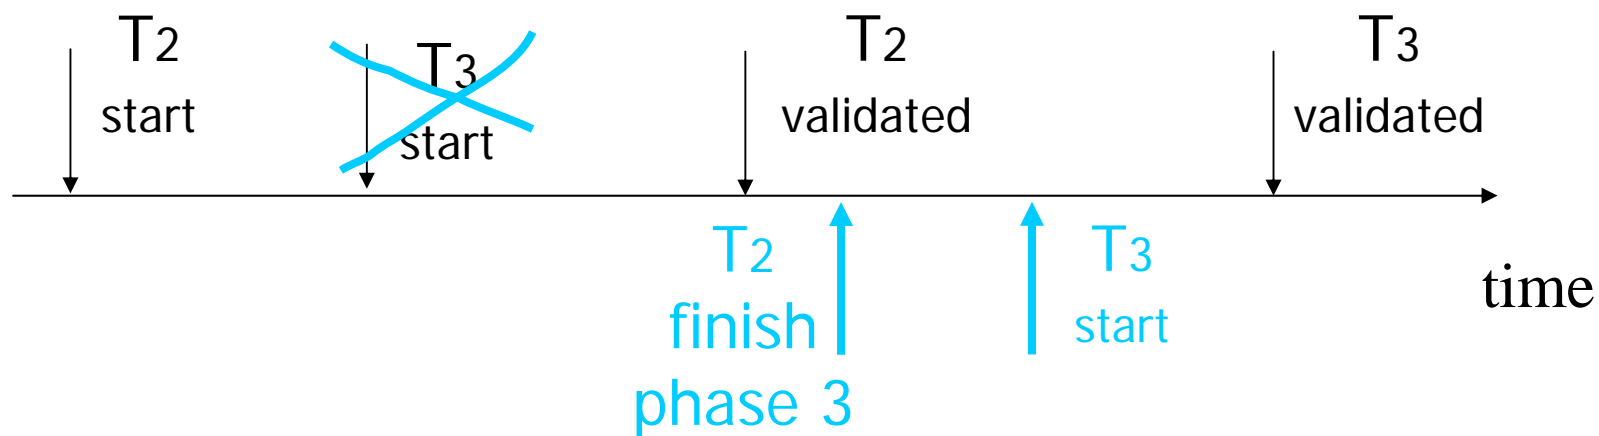 T2
start
T3
start
T2
validated
T3
validated
T2
finish
phase 3
T3
start
time